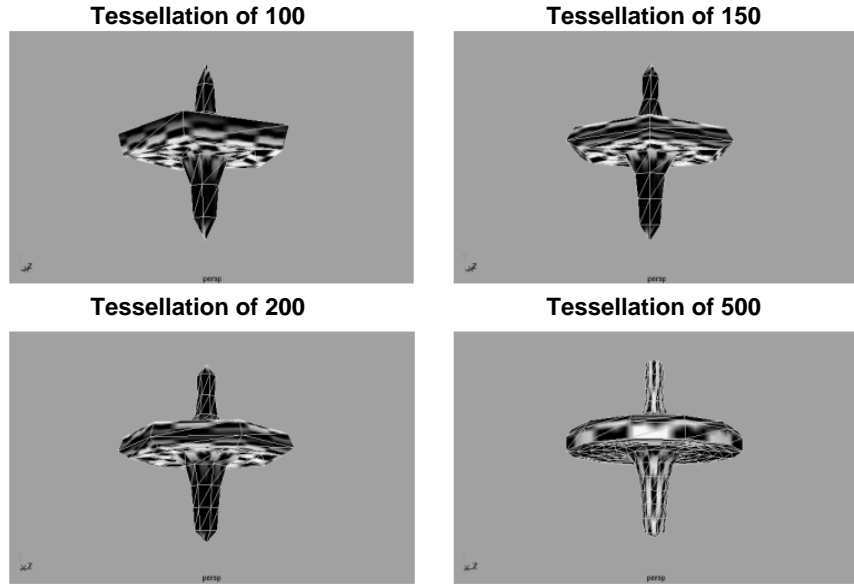 Tessellation of 100
Tessellation of 150
persp
persp
Tessellation of 200
Tessellation of 500
persp
persp